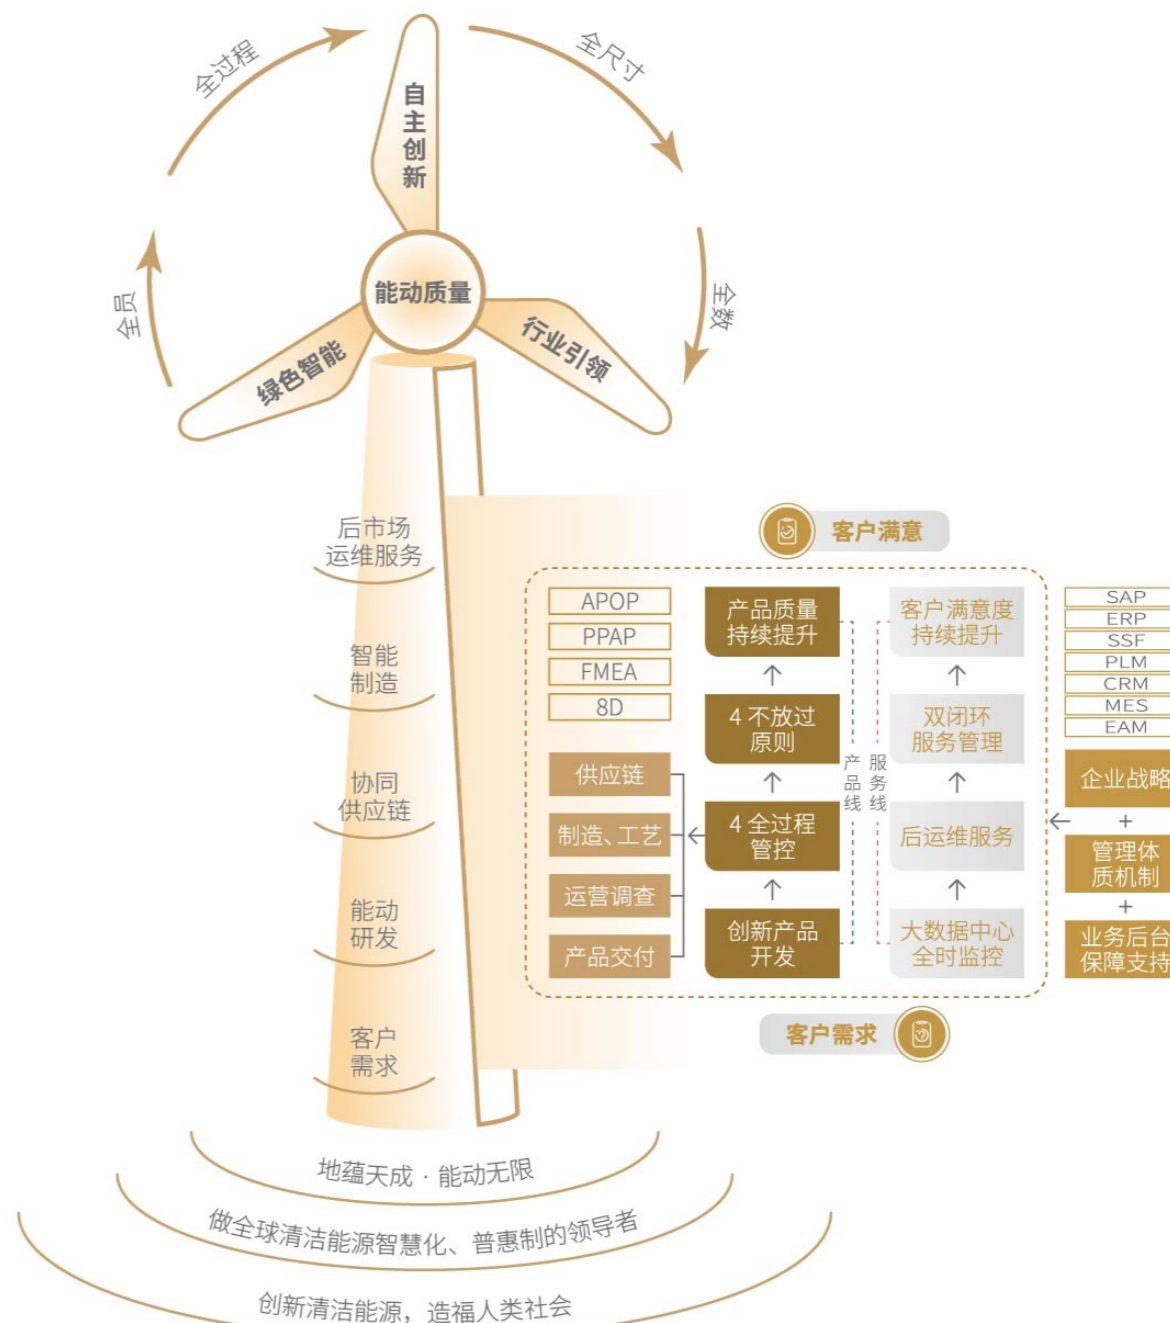 全过程
全尺寸
全员
全数
自主创新
能动质量
绿色智能
行业引领
后市场
运维服务
智能
制造
协同
供应链
能动
研发
客户
需求
客户满意
APOP
PPAP
FMEA
8D
供应链
制造、工艺
运营调查
产品交付
产品质量
持续提升
4 不放过
原则
4 全过程
管控
创新产品
开发
产品线
服务线
客户满意度
持续提升
双闭环
服务管理
后运维服务
大数据中心
全时监控
SAP
ERP
SSF
PLM
CRM
MES
EAM
企业战略
+
管理体
质机制
+
业务后台
保障支持
客户需求
地蕴天成 · 能动无限
做全球清洁能源智慧化、普惠制的领导者
创新清洁能源，造福人类社会